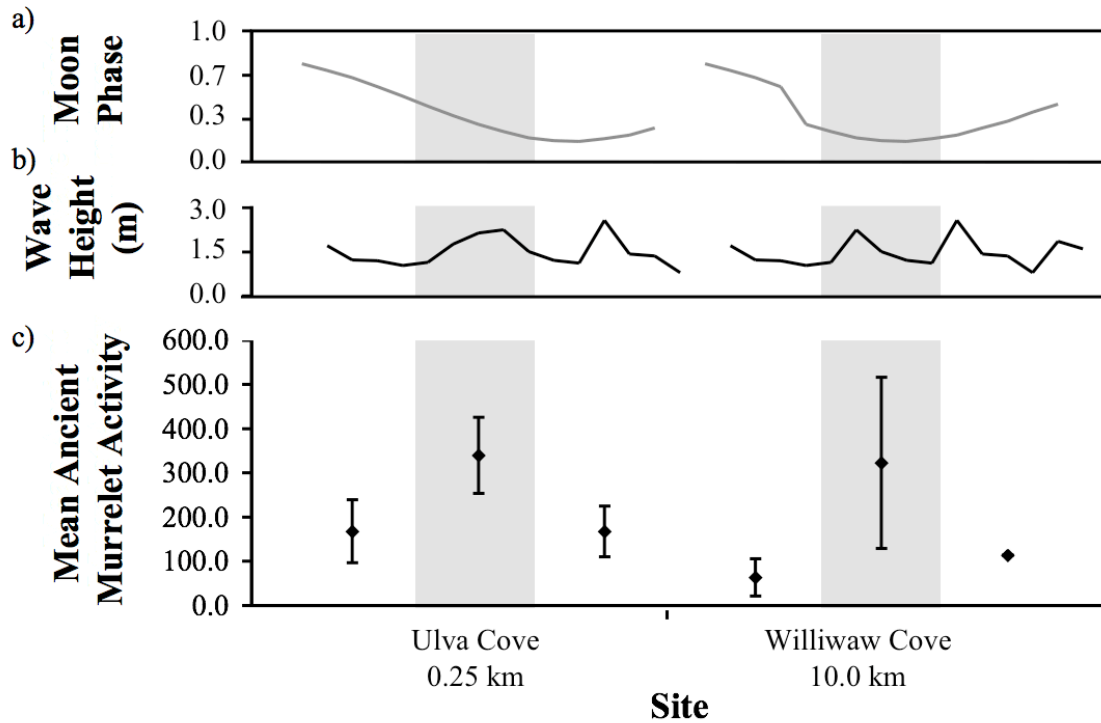 a)
Moon
Phase
1.0
0.7
0.3
0.0
b)
Wave
Height
(m)
3.0
1.5
0.0
c)
Mean Ancient
Murrelet Activity
600.0
500.0
400.0
300.0
200.0
100.0
0.0
Ulva Cove
0.25 km
Williwaw Cove
10.0 km
Site